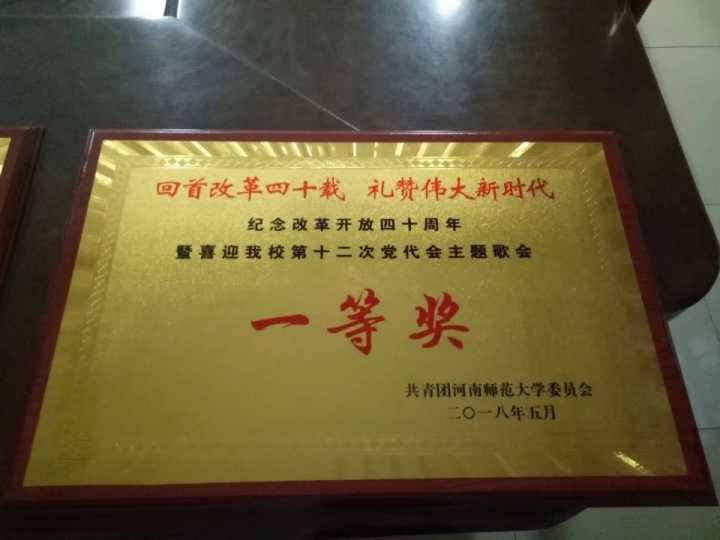 回首改革四十载 礼赞伟大新时代
纪念改革开放四十周年
暨喜迎我校第十二次党代会主题歌会
一等奖
共青团河南师范大学委员会
二〇一八年五月